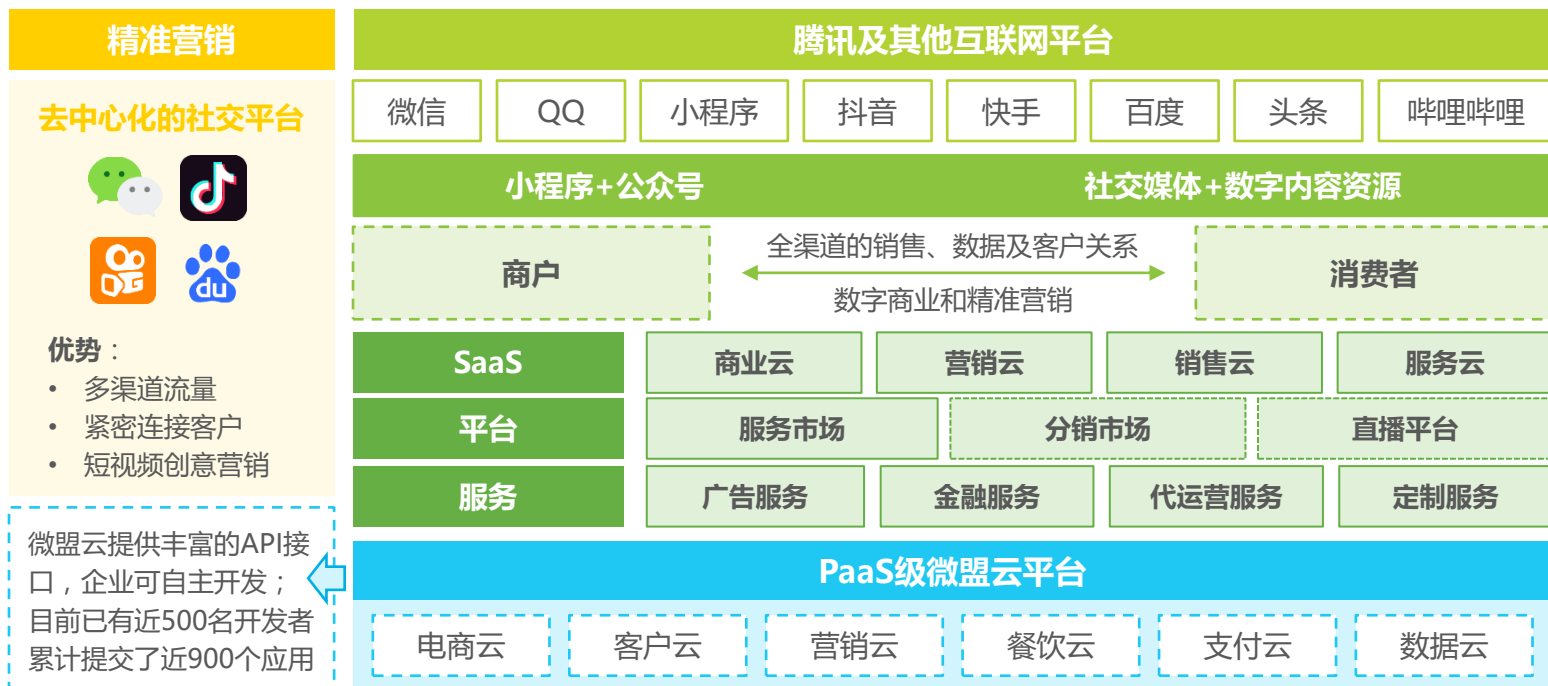 精准营销
去中心化的社交平台
du
优势：
• 多渠道流量
• 紧密连接客户
• 短视频创意营销
微盟云提供丰富的API接
口，企业可自主开发；
目前已有近500名开发者
累计提交了近900个应用
腾讯及其他互联网平台
微信 QQ 小程序 抖音 快手 百度 头条 哔哩哔哩
小程序+公众号 社交媒体+数字内容资源
商户
全渠道的销售、数据及客户关系
数字商业和精准营销
消费者
SaaS 商业云 营销云 销售云 服务云
平台 服务市场 分销市场 直播平台
服务 广告服务 金融服务 代运营服务 定制服务
PaaS级微盟云平台
电商云 客户云 营销云 餐饮云 支付云 数据云